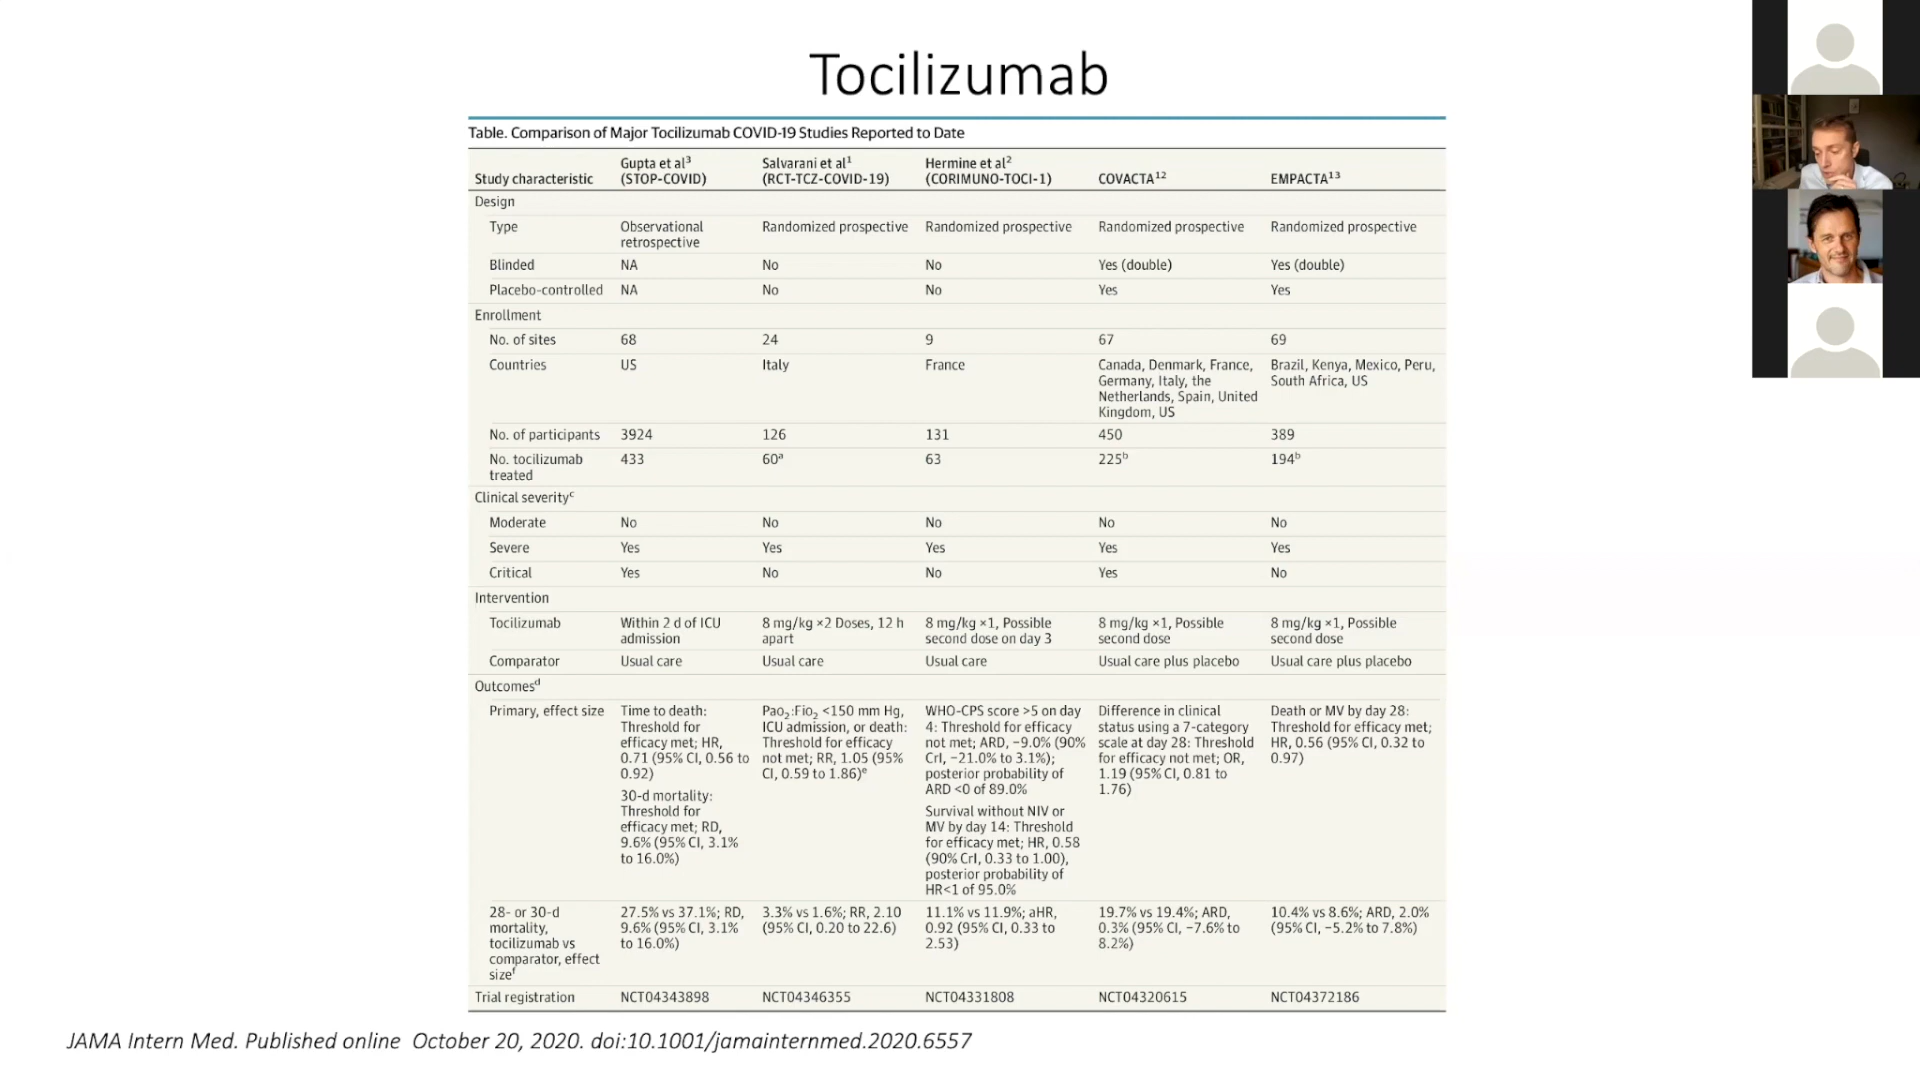 Tocilizumab
Table. Comparison of Major Tocilizumab COVID-19 Studies Reported to Date
Study characteristic | Gupta et al³ (STOP-COVID) | Salvarani et al¹ (RCT-TCZ-COVID-19) | Hermine et al² (CORIMUNO-TOCI-1) | COVACTA¹² | EMPACTA¹³
Design
Type | Observational retrospective | Randomized prospective | Randomized prospective | Randomized prospective | Randomized prospective
Blinded | NA | No | No | Yes (double) | Yes (double)
Placebo-controlled | NA | No | No | Yes | Yes
Enrollment
No. of sites | 68 | 24 | 9 | 67 | 69
Countries | US | Italy | France | Canada, Denmark, France, Germany, Italy, the Netherlands, Spain, United Kingdom, US | Brazil, Kenya, Mexico, Peru, South Africa, US
No. of participants | 3924 | 126 | 131 | 450 | 389
No. tocilizumab treated | 433 | 60ᵃ | 63 | 225ᵇ | 194ᵇ
Clinical severityᶜ
Moderate | No | No | No | No | No
Severe | Yes | Yes | Yes | Yes | Yes
Critical | Yes | No | No | Yes | No
Intervention
Tocilizumab | Within 2 d of ICU admission | 8 mg/kg ×2 Doses, 12 h apart | 8 mg/kg ×1, Possible second dose on day 3 | 8 mg/kg ×1, Possible second dose | 8 mg/kg ×1, Possible second dose
Comparator | Usual care | Usual care | Usual care | Usual care plus placebo | Usual care plus placebo
Outcomesᵈ
Primary, effect size | Time to death: Threshold for efficacy met; HR, 0.71 (95% CI, 0.56 to 0.92) 30-d mortality: Threshold for efficacy met; RD, 9.6% (95% CI, 3.1% to 16.0%) | Pao₂:Fio₂ <150 mm Hg, ICU admission, or death: Threshold for efficacy not met; RR, 1.05 (95% CI, 0.59 to 1.86)ᵉ | WHO-CPS score >5 on day 4: Threshold for efficacy not met; ARD, −9.0% (90% CrI, −21.0% to 3.1%); posterior probability of ARD <0 of 89.0% Survival without NIV or MV by day 14: Threshold for efficacy met; HR, 0.58 (90% CrI, 0.33 to 1.00), posterior probability of HR<1 of 95.0% | Difference in clinical status using a 7-category scale at day 28: Threshold for efficacy not met; OR, 1.19 (95% CI, 0.81 to 1.76) | Death or MV by day 28: Threshold for efficacy met; HR, 0.56 (95% CI, 0.32 to 0.97)
28- or 30-d mortality, tocilizumab vs comparator, effect sizeᶠ | 27.5% vs 37.1%; RD, 9.6% (95% CI, 3.1% to 16.0%) | 3.3% vs 1.6%; RR, 2.10 (95% CI, 0.20 to 22.6) | 11.1% vs 11.9%; aHR, 0.92 (95% CI, 0.33 to 2.53) | 19.7% vs 19.4%; ARD, 0.3% (95% CI, −7.6% to 8.2%) | 10.4% vs 8.6%; ARD, 2.0% (95% CI, −5.2% to 7.8%)
Trial registration | NCT04343898 | NCT04346355 | NCT04331808 | NCT04320615 | NCT04372186
JAMA Intern Med. Published online October 20, 2020. doi:10.1001/jamainternmed.2020.6557